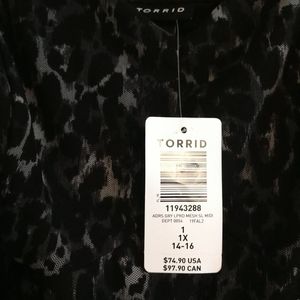 TORRID
TORRID
11943288
ADRS GRY LPRD MESH SL MIDI
DEPT 0054 19FAL2
1
1X
14-16
$74.90 USA
$97.90 CAN